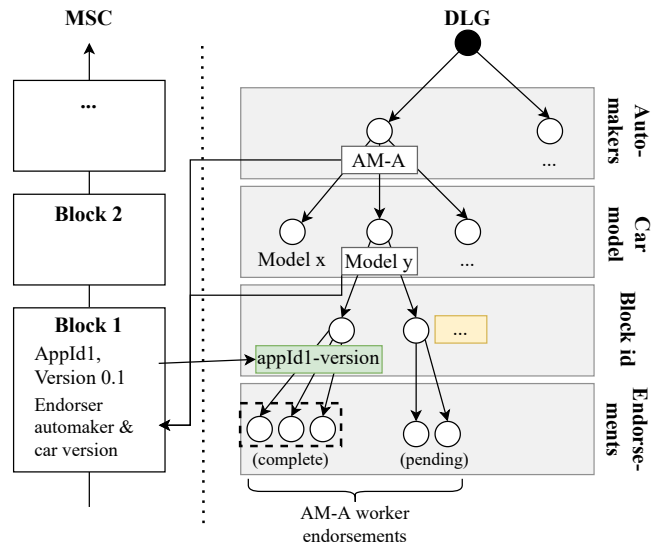 MSC
DLG
...
Auto-
makers
AM-A
...
Block 2
Car
model
Model x
Model y
...
Block 1
AppId1,
Version 0.1
Endorser
automaker &
car version
Block id
...
appId1-version
Endorse-
ments
(complete)
(pending)
AM-A worker
endorsements